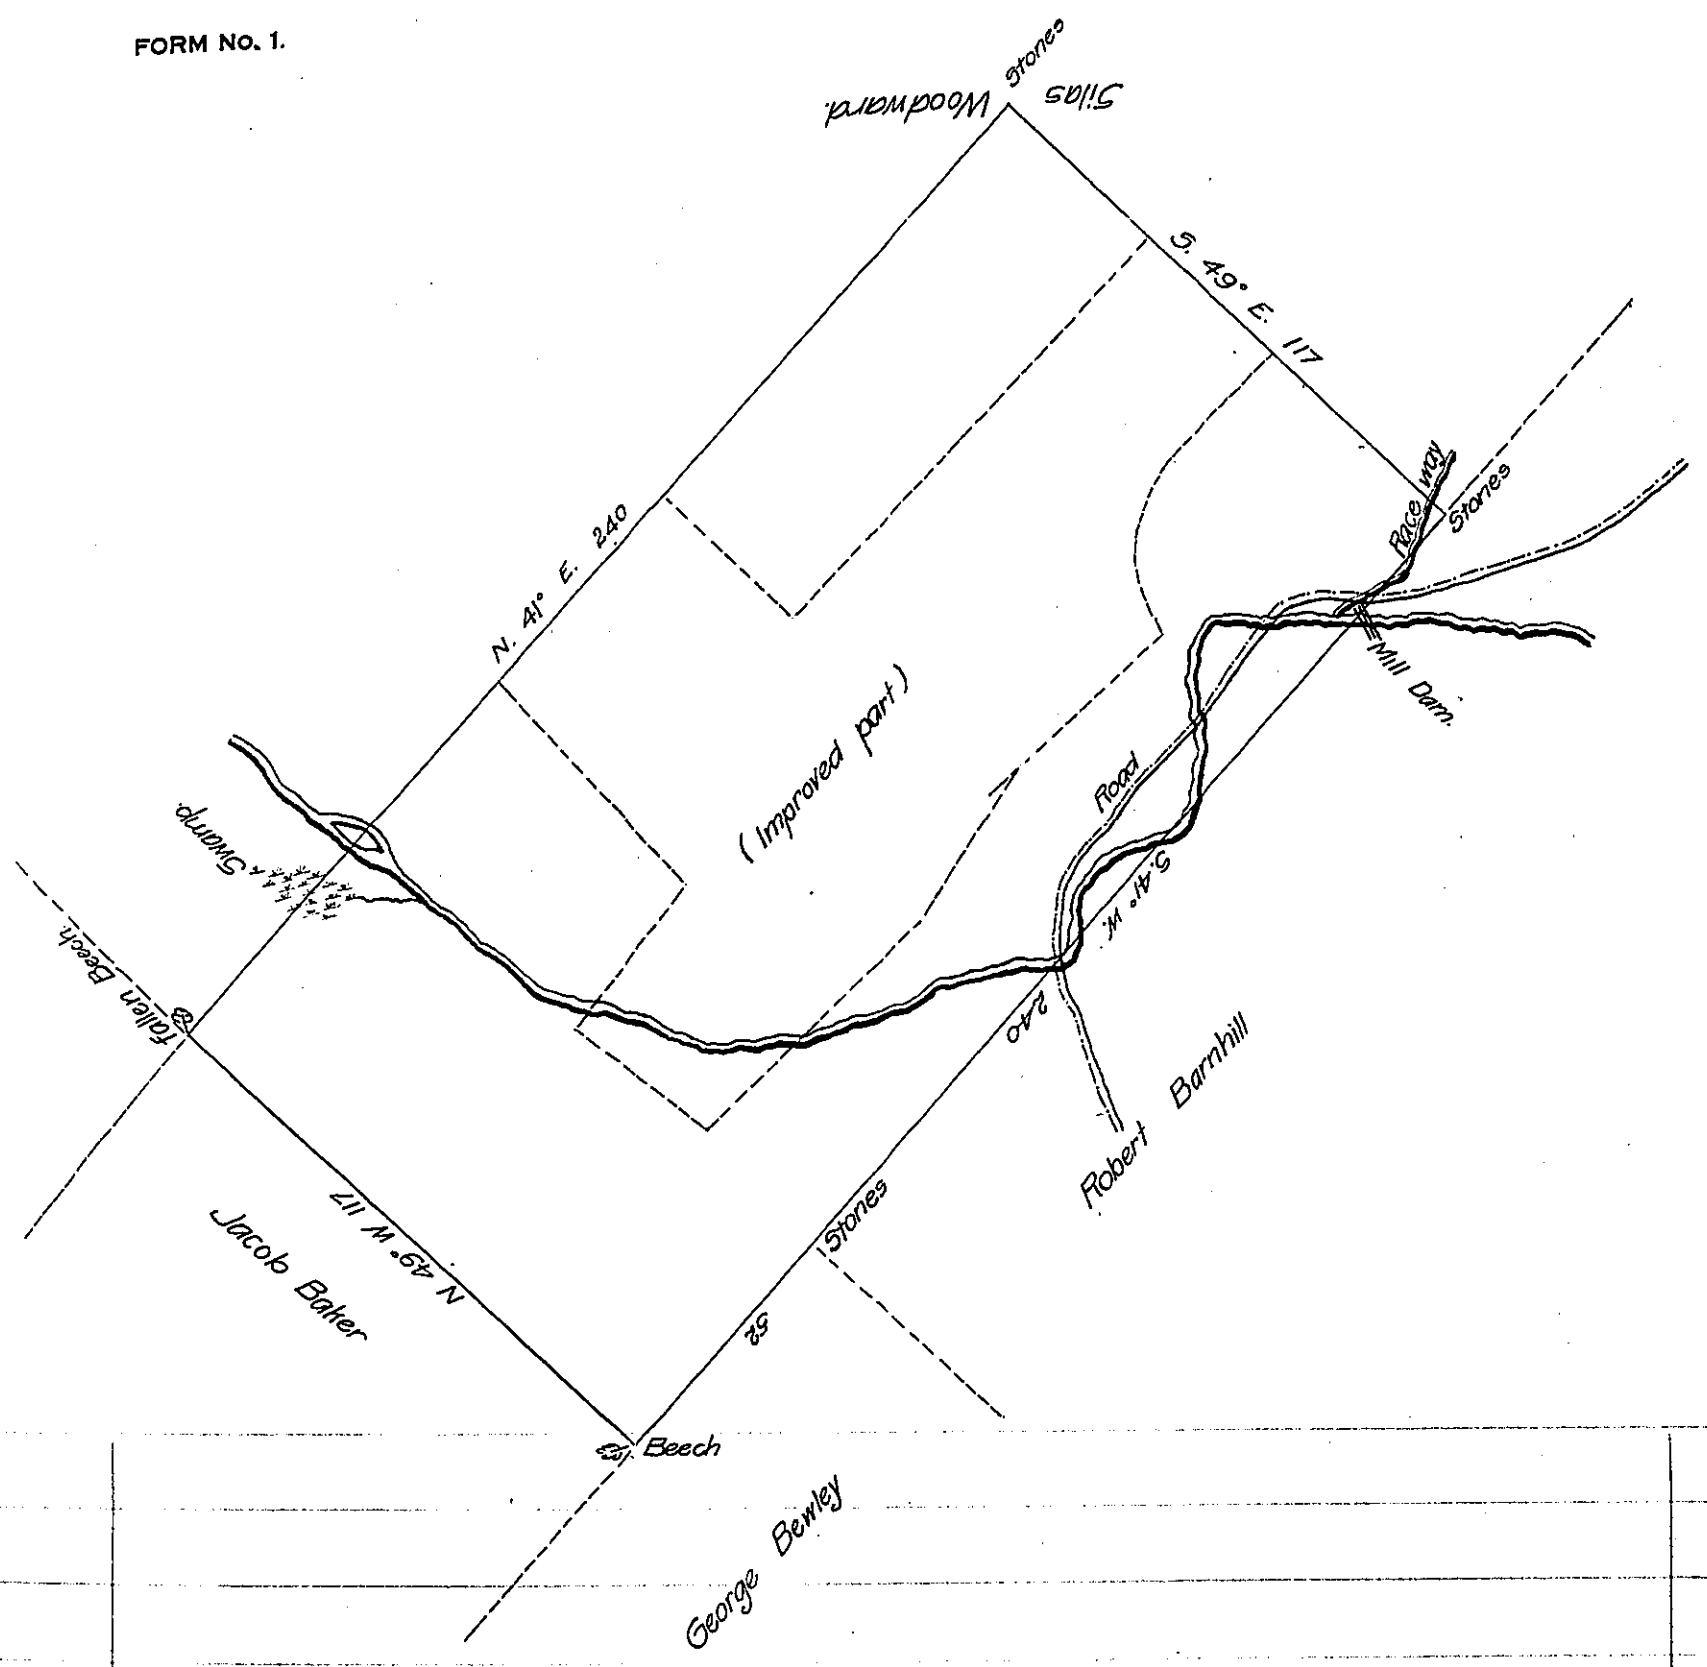 FORM No. 1.
Stones
Silas Woodward.
S. 49° E. 117
N. 41° E. 240
Race way
Stones
Mill Dam.
(Improved part)
Road
Swamp.
S. 41° W. 240
fallen Beech.
Robert Barnhill
Stones
N 49° W 117
Jacob Baker
52
Beech
George Bewley